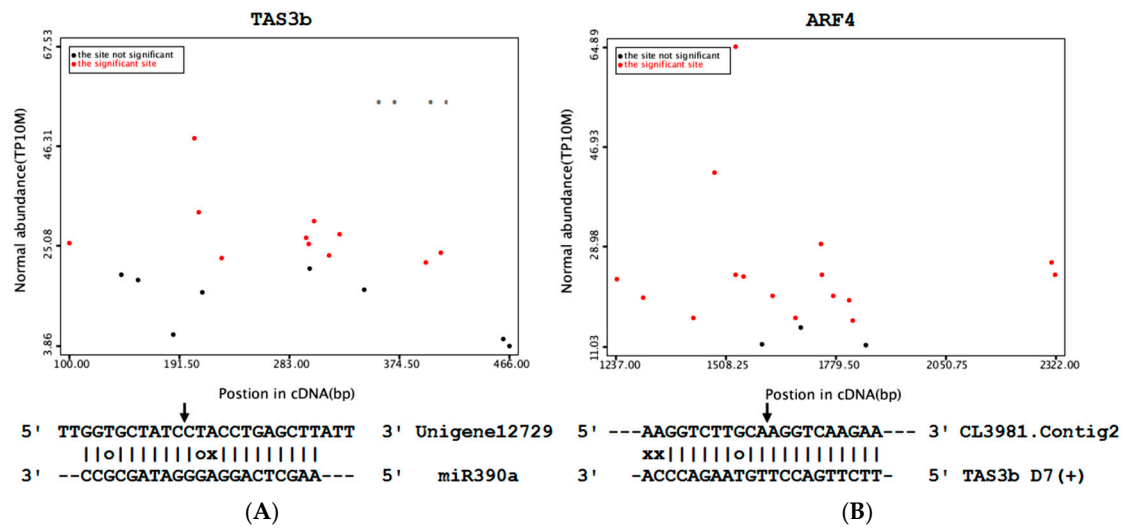 TAS3b
67.53
46.31
25.08
3.86
Normal abundance(TP10M)
the site not significant
the significant site
100.00 191.50 283.00 374.50 466.00
Postion in cDNA(bp)
5' TTGGTGCTATCCTACCTGAGCTTATT 3' Unigene12729
||o|||||||ox|||||||||
3' --CCGCGATAGGGAGGACTCGAA--- 5' miR390a
(A)
ARF4
64.89
46.93
28.98
11.03
Normal abundance(TP10M)
the site not significant
the significant site
1237.00 1508.25 1779.50 2050.75 2322.00
Postion in cDNA(bp)
5' ---AAGGTCTTGCAAGGTCAAGAA--- 3' CL3981.Contig2
xx|||||||o|||||||||||
3' -ACCCAGAATGTTCCAGTTCTT- 5' TAS3b D7(+)
(B)